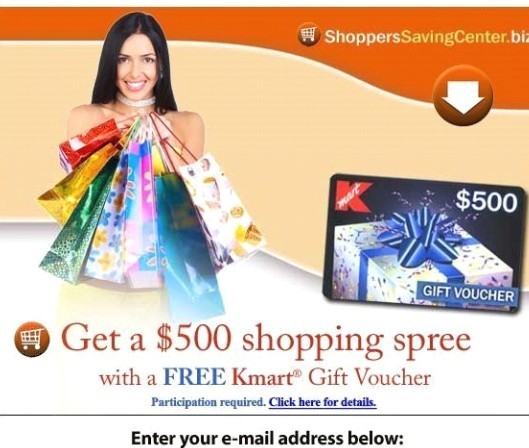 ShoppersSavingCenter.biz
K
mart
$500
GIFT VOUCHER
Get a $500 shopping spree
with a FREE Kmart® Gift Voucher
Participation required. Click here for details.
Enter your e-mail address below: